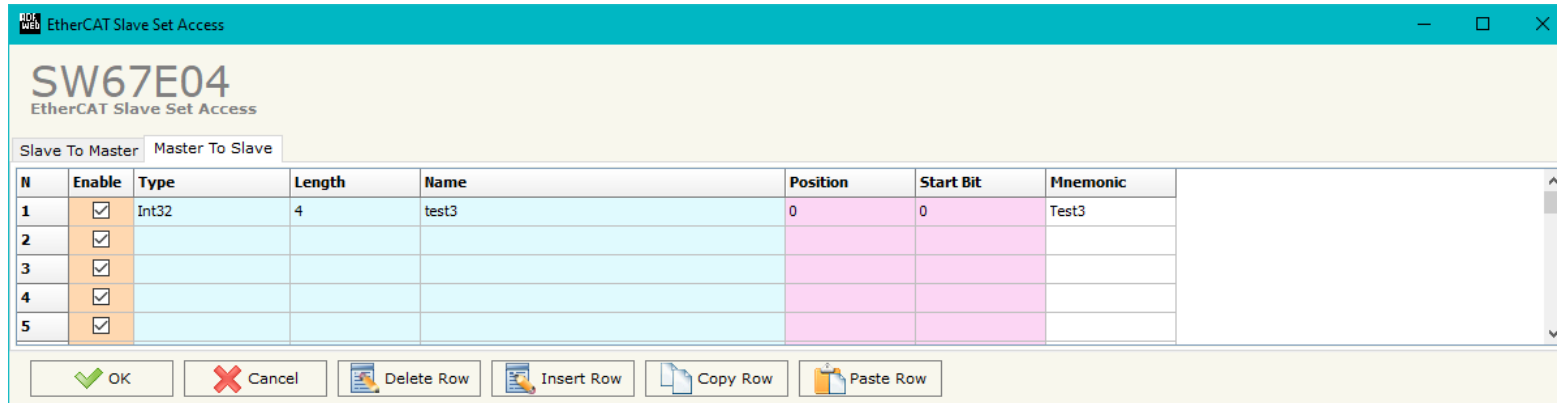 ADF WEB EtherCAT Slave Set Access
SW67E04
EtherCAT Slave Set Access
Slave To Master Master To Slave
N Enable Type Length Name Position Start Bit Mnemonic
1 Int32 4 test3 0 0 Test3
2
3
4
5
OK Cancel Delete Row Insert Row Copy Row Paste Row